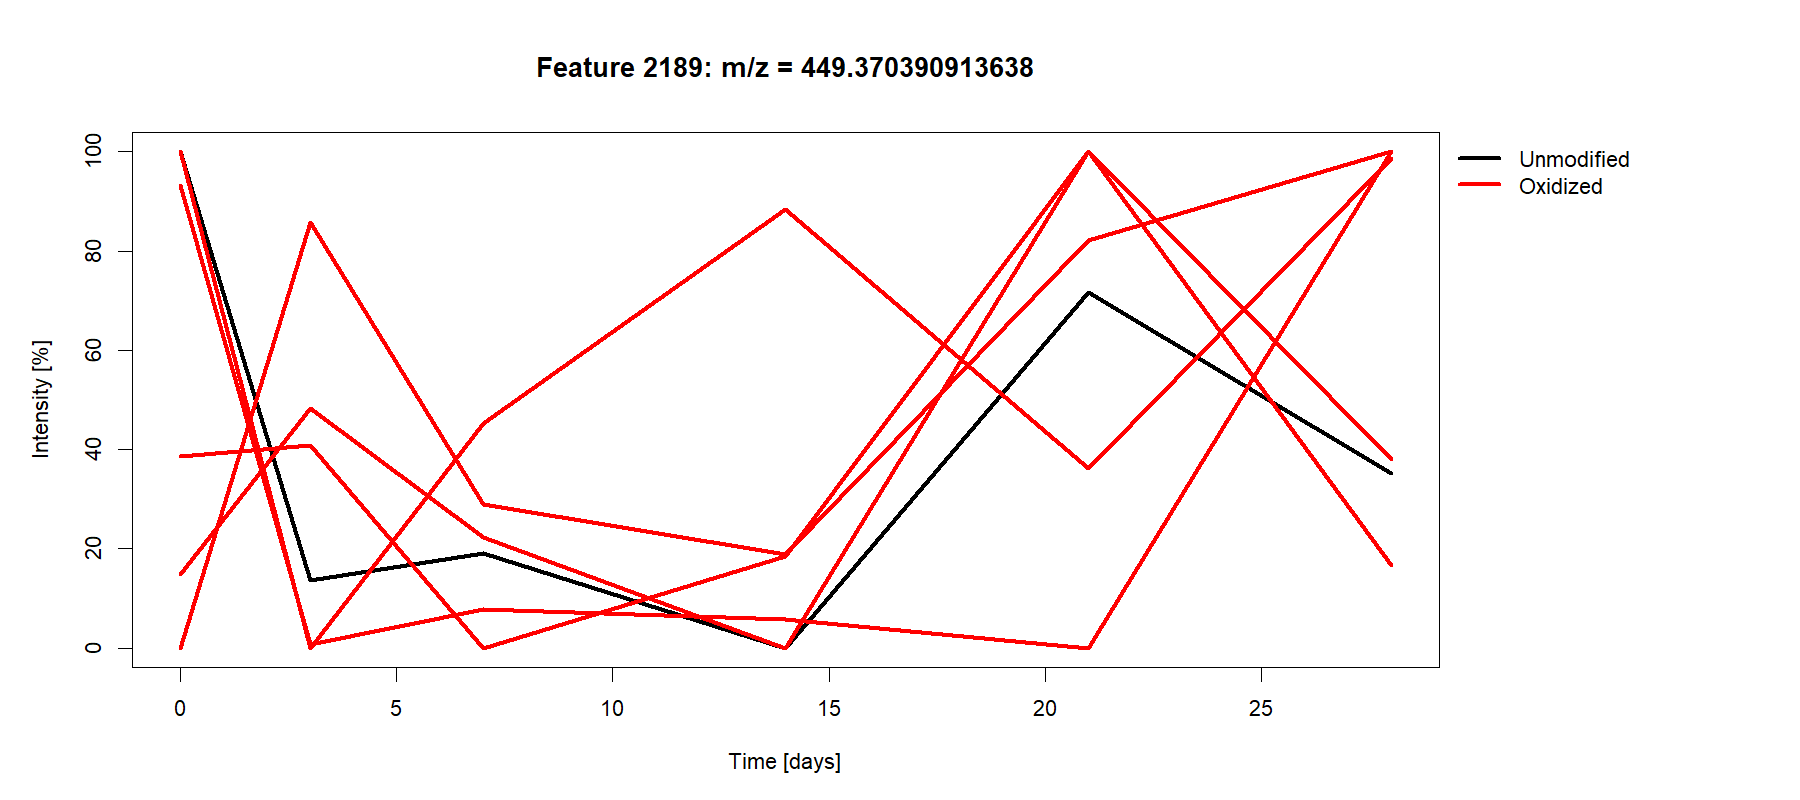 Feature 2189: m/z = 449.370390913638
Unmodified
Oxidized
Intensity [%]
100
80
60
40
20
0
0 5 10 15 20 25
Time [days]